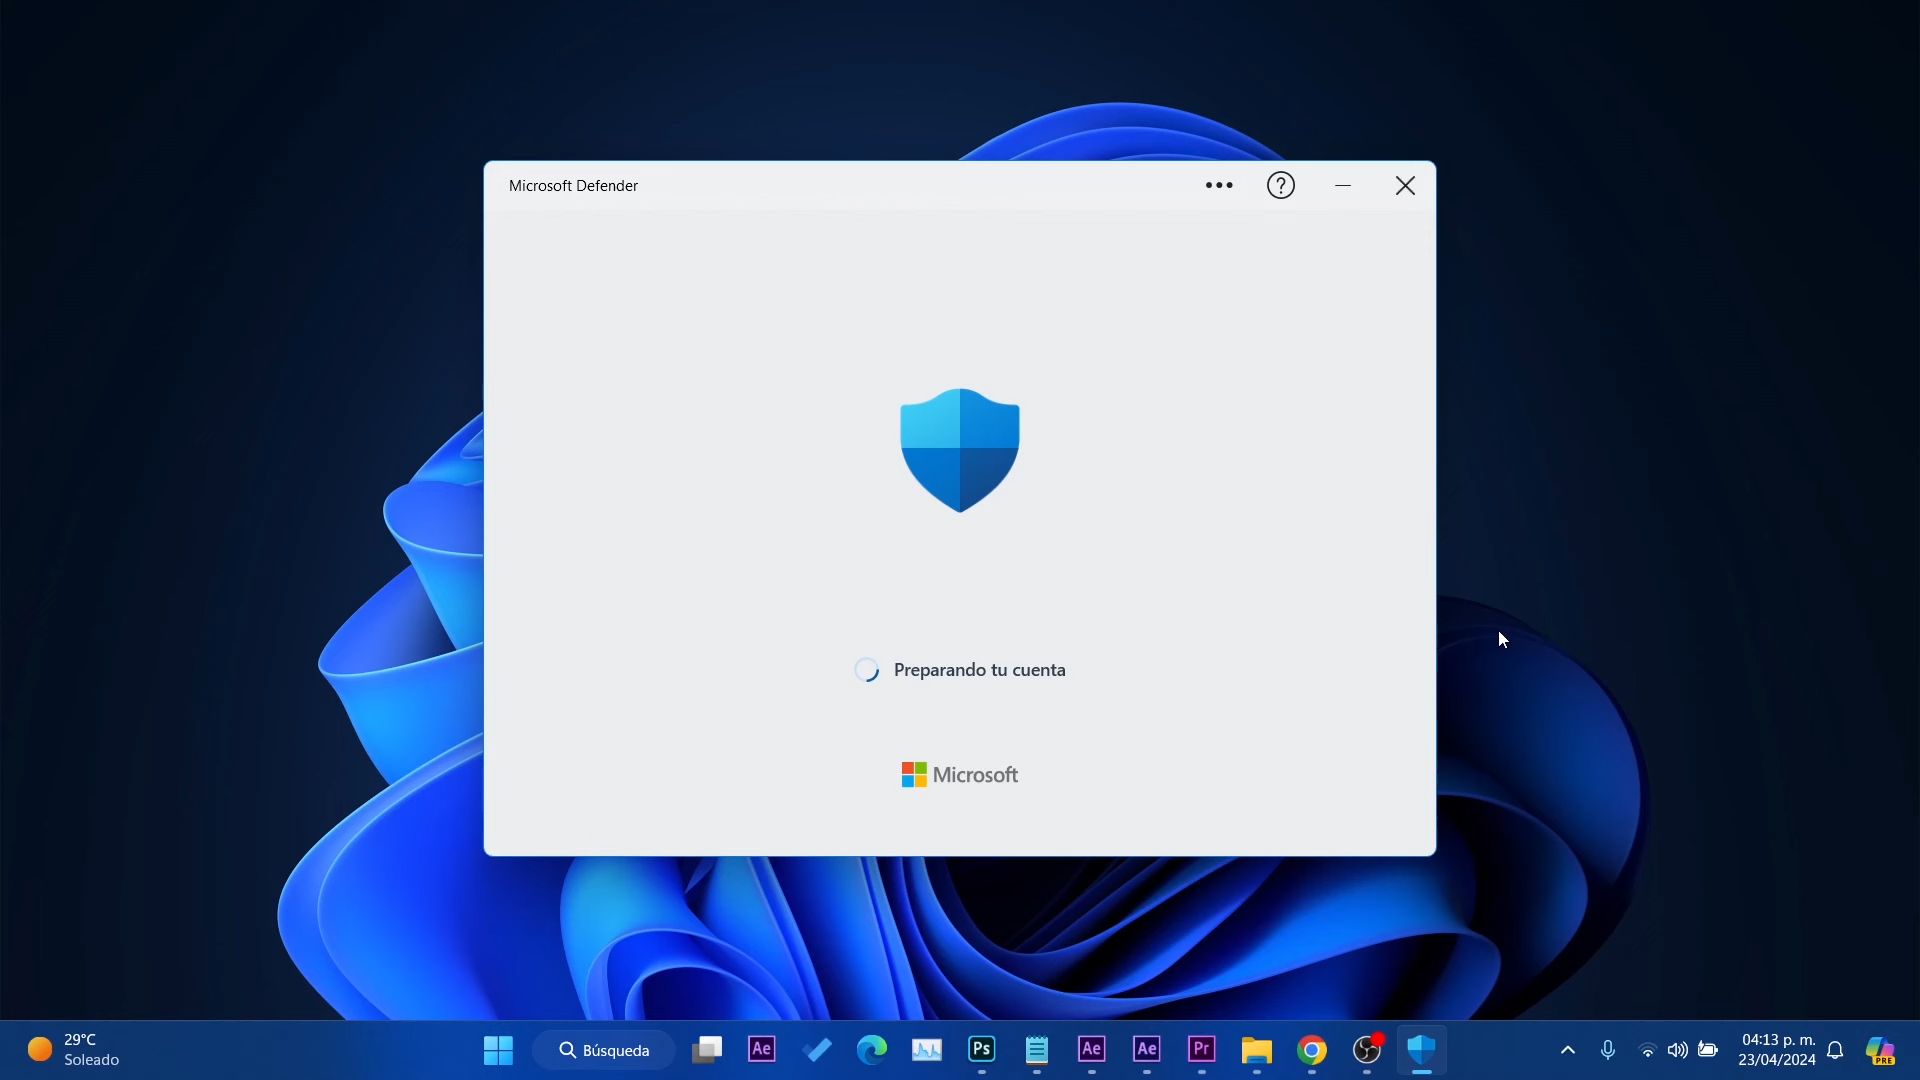 Microsoft Defender
Preparando tu cuenta
Microsoft
29°C
Soleado
Búsqueda
Ae
Ps
Ae
Ae
Pr
PRE
04:13 p. m.
23/04/2024